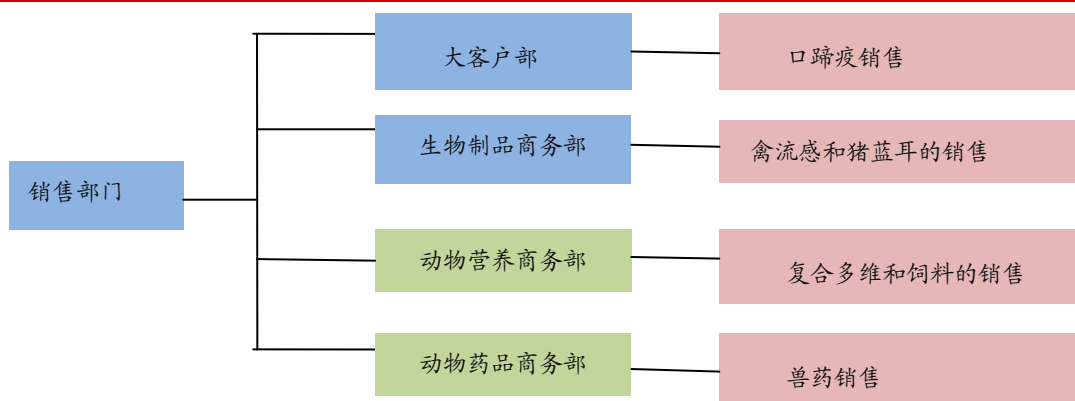 大客户部
口蹄疫销售
生物制品商务部
禽流感和猪蓝耳的销售
销售部门
动物营养商务部
复合多维和饲料的销售
动物药品商务部
兽药销售